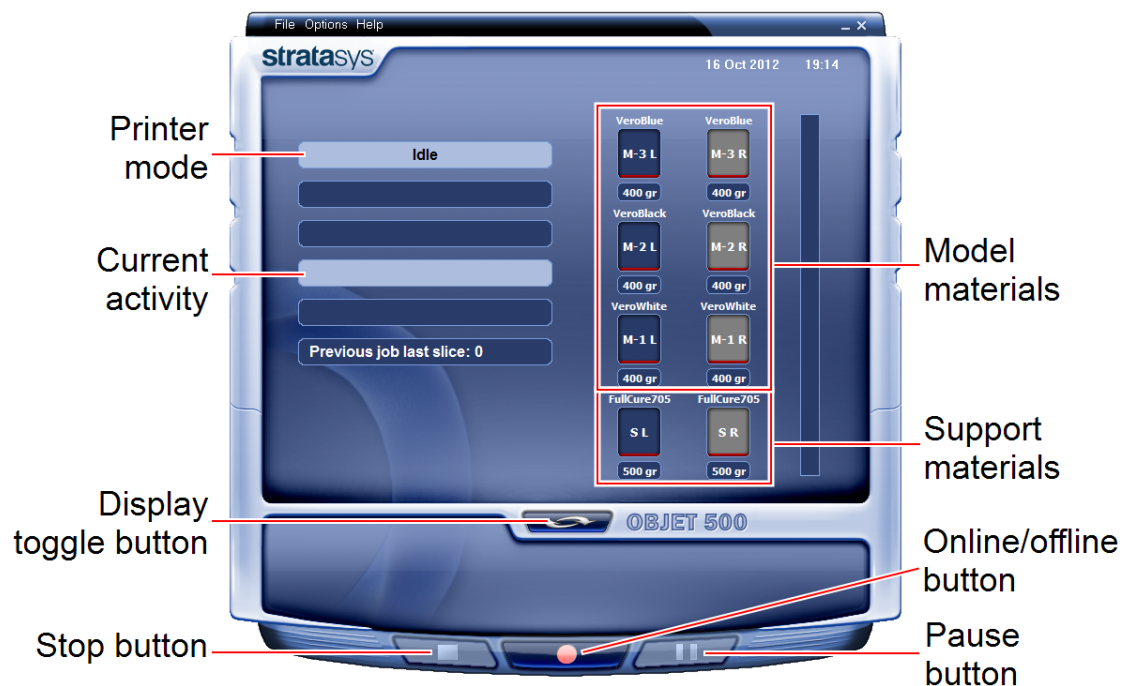 File Options Help
stratasys
16 Oct 2012 19:14
Printer
mode
Idle
Current
activity
Previous job last slice: 0
VeroBlue VeroBlue
M-3 L M-3 R
400 gr 400 gr
VeroBlack VeroBlack
M-2 L M-2 R
400 gr 400 gr
VeroWhite VeroWhite
M-1 L M-1 R
400 gr 400 gr
FullCure705 FullCure705
S L S R
500 gr 500 gr
Model
materials
Support
materials
Display
toggle button
OBJET 500
Online/offline
button
Stop button
Pause
button